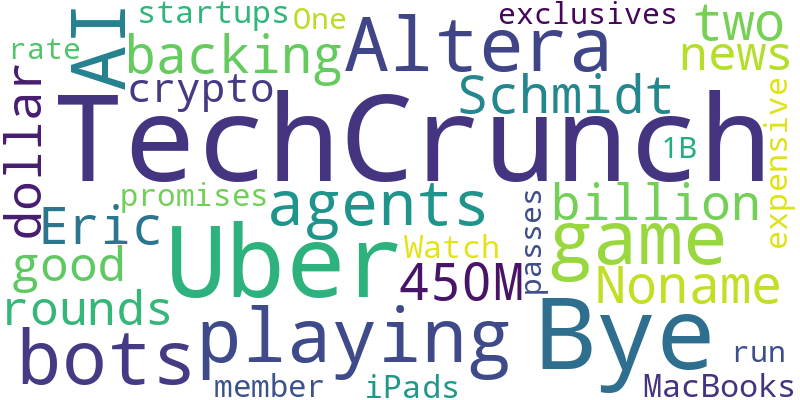 startups
One
exclusives
two
rate
AI
backing
Altera
news
crypto
Schmidt
dollar
TechCrunch
1B
expensive
promises
agents
passes
billion
Eric
Uber
Watch
game
good
450M
Noneame
rounds
playing
Bye
bots
run
member
iPads
MacBooks